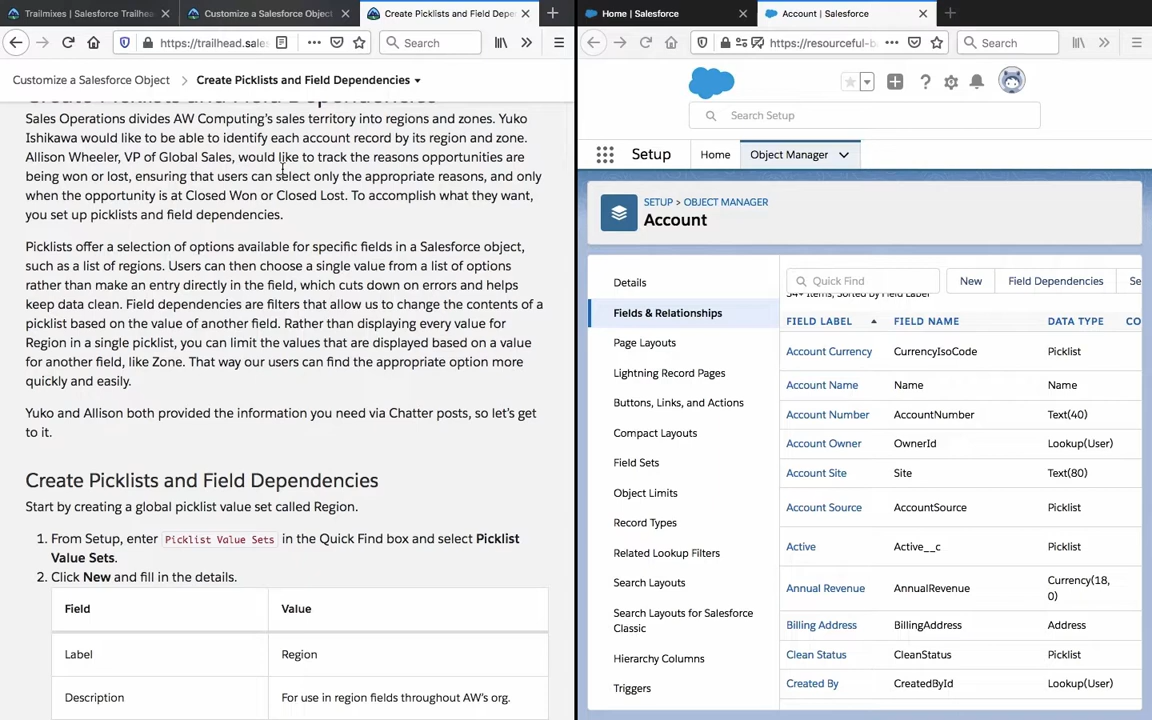 Trailmixes | Salesforce Trailhea
Customize a Salesforce Object
Create Picklists and Field Depe
https://trailhead.sales
Search
Customize a Salesforce Object
Create Picklists and Field Dependencies
Create Picklists and Field Dependencies
Sales Operations divides AW Computing's sales territory into regions and zones. Yuko
Ishikawa would like to be able to identify each account record by its region and zone.
Allison Wheeler, VP of Global Sales, would like to track the reasons opportunities are
being won or lost, ensuring that users can select only the appropriate reasons, and only
when the opportunity is at Closed Won or Closed Lost. To accomplish what they want,
you set up picklists and field dependencies.
Picklists offer a selection of options available for specific fields in a Salesforce object,
such as a list of regions. Users can then choose a single value from a list of options
rather than make an entry directly in the field, which cuts down on errors and helps
keep data clean. Field dependencies are filters that allow us to change the contents of a
picklist based on the value of another field. Rather than displaying every value for
Region in a single picklist, you can limit the values that are displayed based on a value
for another field, like Zone. That way our users can find the appropriate option more
quickly and easily.
Yuko and Allison both provided the information you need via Chatter posts, so let's get
to it.
Create Picklists and Field Dependencies
Start by creating a global picklist value set called Region.
1. From Setup, enter Picklist Value Sets in the Quick Find box and select Picklist
Value Sets.
2. Click New and fill in the details.
Field Value
Label Region
Description For use in region fields throughout AW's org.
Home | Salesforce
Account | Salesforce
https://resourceful-b
Search
Search Setup
Setup
Home
Object Manager
SETUP > OBJECT MANAGER
Account
Details
Fields & Relationships
Page Layouts
Lightning Record Pages
Buttons, Links, and Actions
Compact Layouts
Field Sets
Object Limits
Record Types
Related Lookup Filters
Search Layouts
Search Layouts for Salesforce
Classic
Hierarchy Columns
Triggers
Quick Find
New
Field Dependencies
Se
34+ Items, Sorted by Field Label
FIELD LABEL FIELD NAME DATA TYPE CO
Account Currency CurrencyIsoCode Picklist
Account Name Name Name
Account Number AccountNumber Text(40)
Account Owner OwnerId Lookup(User)
Account Site Site Text(80)
Account Source AccountSource Picklist
Active Active__c Picklist
Annual Revenue AnnualRevenue Currency(18,
0)
Billing Address BillingAddress Address
Clean Status CleanStatus Picklist
Created By CreatedById Lookup(User)